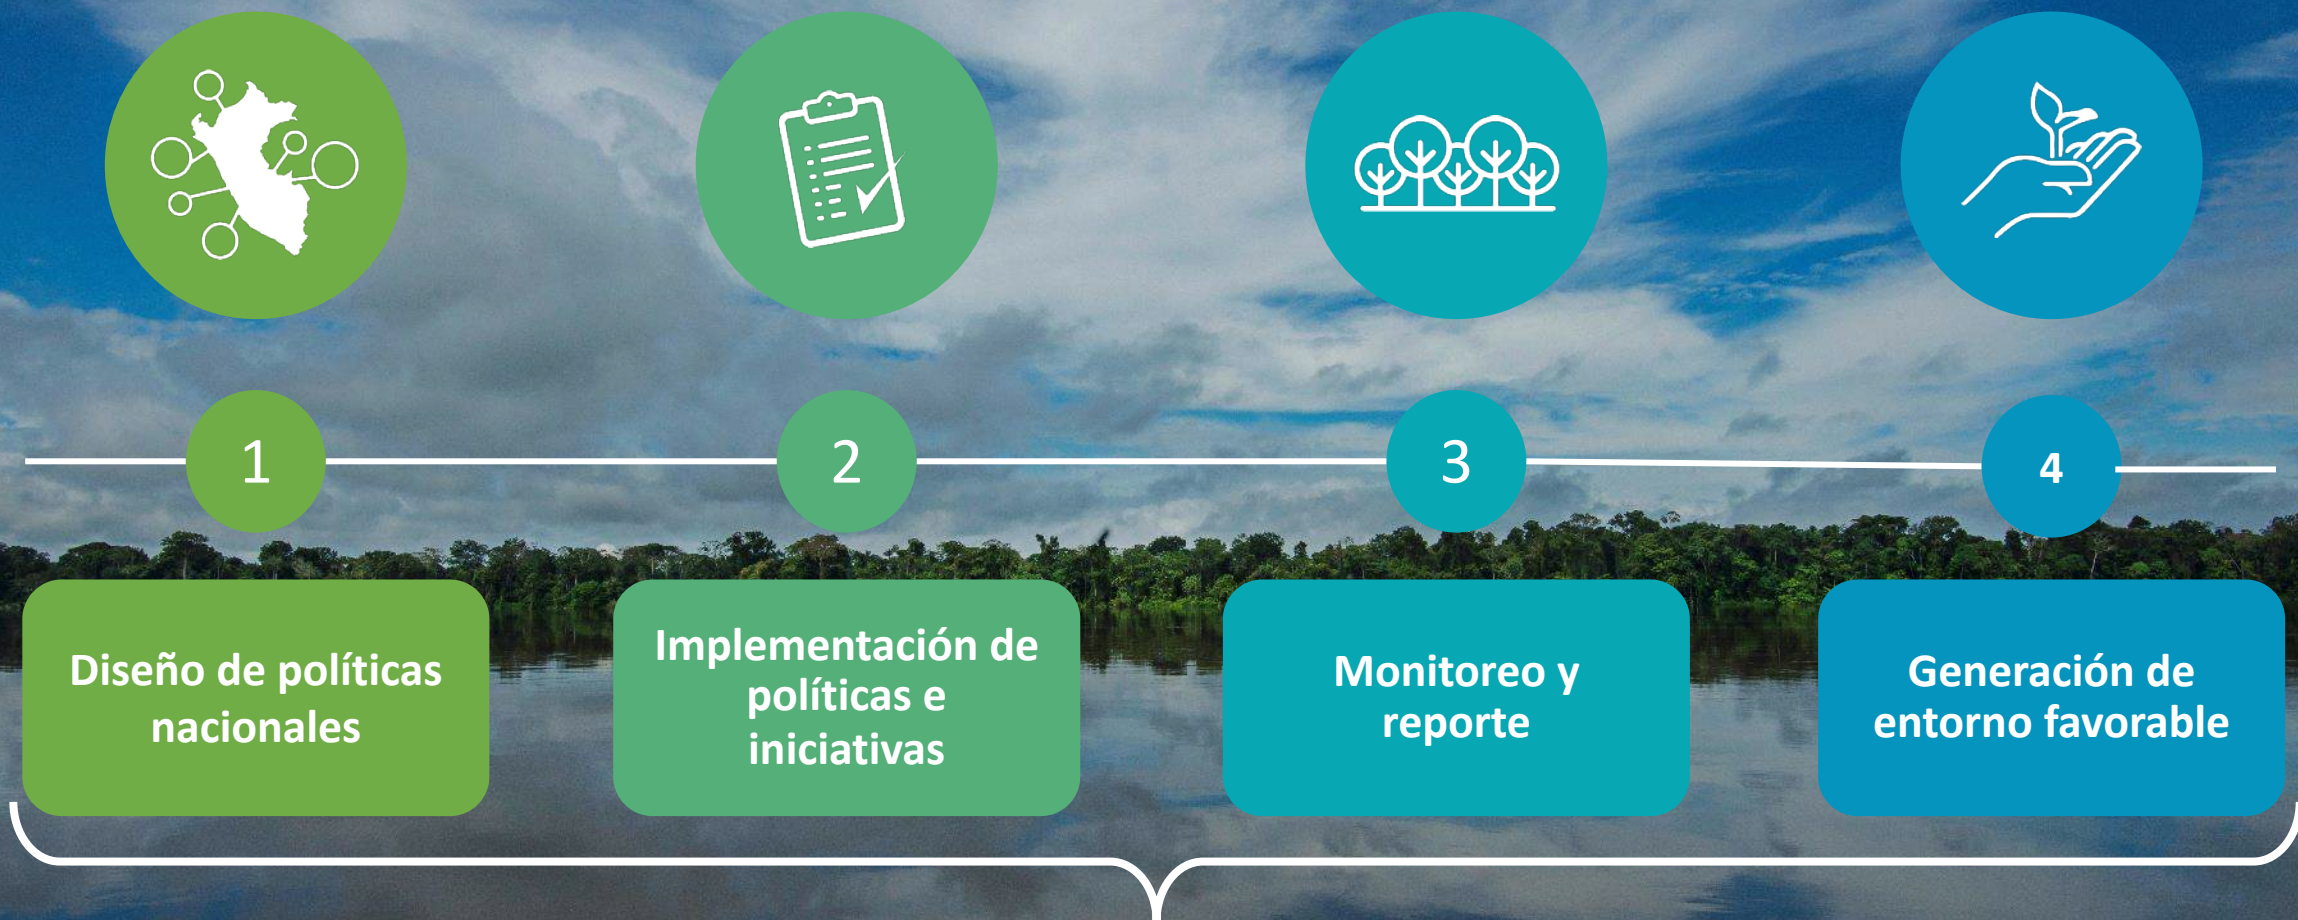 1
2
3
4
Diseño de políticas
nacionales
Implementación de
políticas e
iniciativas
Monitoreo y
reporte
Generación de
entorno favorable